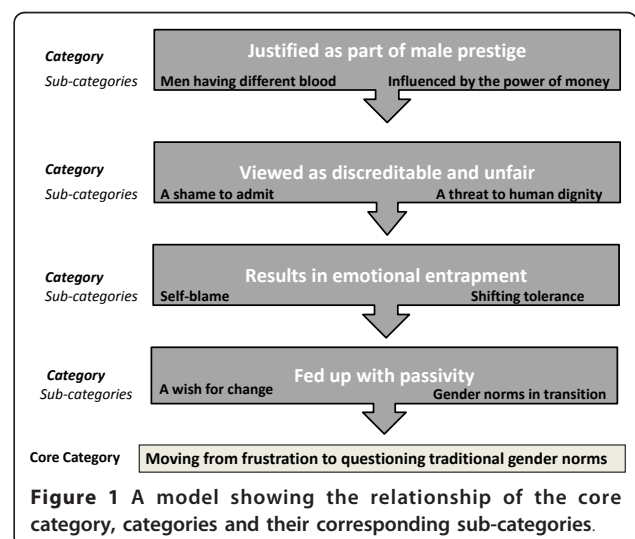 Justified as part of male prestige
Category
Sub-categories Men having different blood Influenced by the power of money
Viewed as discreditable and unfair
Category
Sub-categories A shame to admit A threat to human dignity
Results in emotional entrapment
Category
Sub-categories Self-blame Shifting tolerance
Fed up with passivity
Category
Sub-categories A wish for change Gender norms in transition
Core Category Moving from frustration to questioning traditional gender norms
Figure 1 A model showing the relationship of the core
category, categories and their corresponding sub-categories.